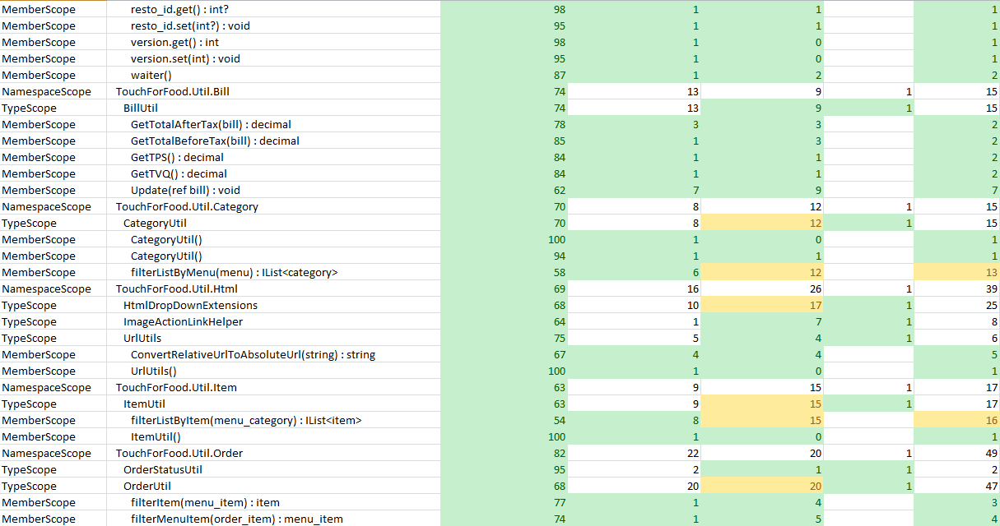 MemberScope resto_id.get() : int? 98 1 1 1
MemberScope resto_id.set(int?) : void 95 1 1 1
MemberScope version.get() : int 98 1 0 1
MemberScope version.set(int) : void 95 1 0 1
MemberScope waiter() 87 1 2 2
NamespaceScope TouchForFood.Util.Bill 74 13 9 1 15
TypeScope BillUtil 74 13 9 1 15
MemberScope GetTotalAfterTax(bill) : decimal 78 3 3 2
MemberScope GetTotalBeforeTax(bill) : decimal 85 1 3 2
MemberScope GetTPS() : decimal 84 1 1 2
MemberScope GetTVQ() : decimal 84 1 1 2
MemberScope Update(ref bill) : void 62 7 9 7
NamespaceScope TouchForFood.Util.Category 70 8 12 1 15
TypeScope CategoryUtil 70 8 12 1 15
MemberScope CategoryUtil() 100 1 0 1
MemberScope CategoryUtil() 94 1 1 1
MemberScope filterListByMenu(menu) : IList<category> 58 6 12 13
NamespaceScope TouchForFood.Util.Html 69 16 26 1 39
TypeScope HtmlDropDownExtensions 68 10 17 1 25
TypeScope ImageActionLinkHelper 64 1 7 1 8
TypeScope UrlUtils 75 5 4 1 6
MemberScope ConvertRelativeUrlToAbsoluteUrl(string) : string 67 4 4 5
MemberScope UrlUtils() 100 1 0 1
NamespaceScope TouchForFood.Util.Item 63 9 15 1 17
TypeScope ItemUtil 63 9 15 1 17
MemberScope filterListByItem(menu_category) : IList<item> 54 8 15 16
MemberScope ItemUtil() 100 1 0 1
NamespaceScope TouchForFood.Util.Order 82 22 20 1 49
TypeScope OrderStatusUtil 95 2 1 1 2
TypeScope OrderUtil 68 20 20 1 47
MemberScope filterItem(menu_item) : item 77 1 4 3
MemberScope filterMenuItem(order_item) : menu_item 74 1 5 4